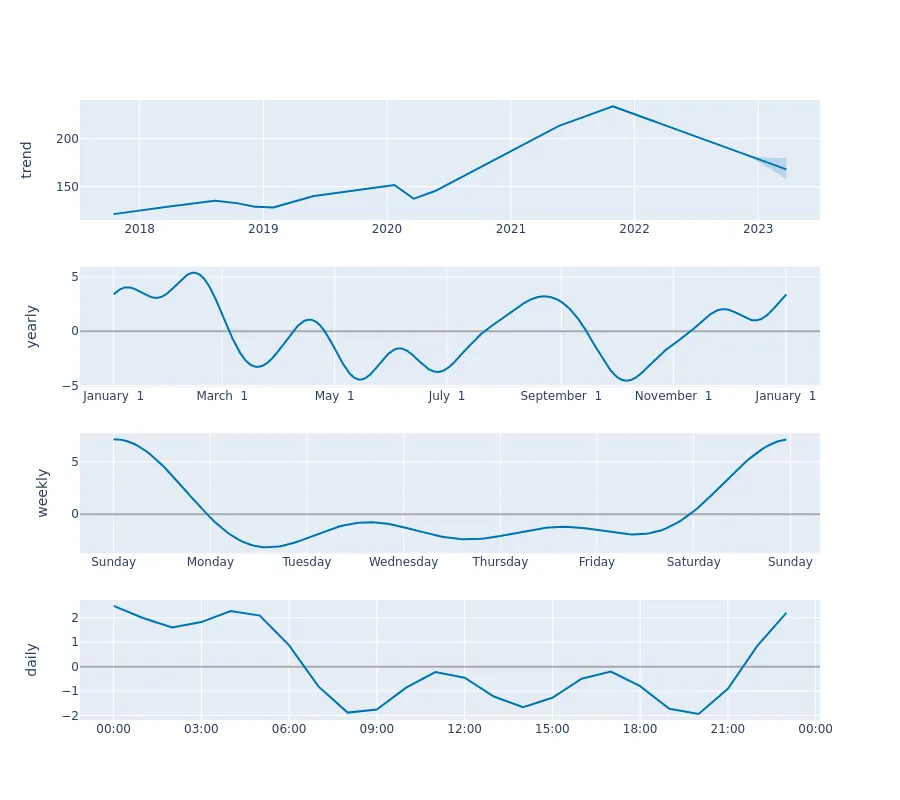 trend
200
150
2018 2019 2020 2021 2022 2023
yearly
5
0
−5
January 1 March 1 May 1 July 1 September 1 November 1 January 1
weekly
5
0
Sunday Monday Tuesday Wednesday Thursday Friday Saturday Sunday
daily
2
1
0
−1
−2
00:00 03:00 06:00 09:00 12:00 15:00 18:00 21:00 00:00